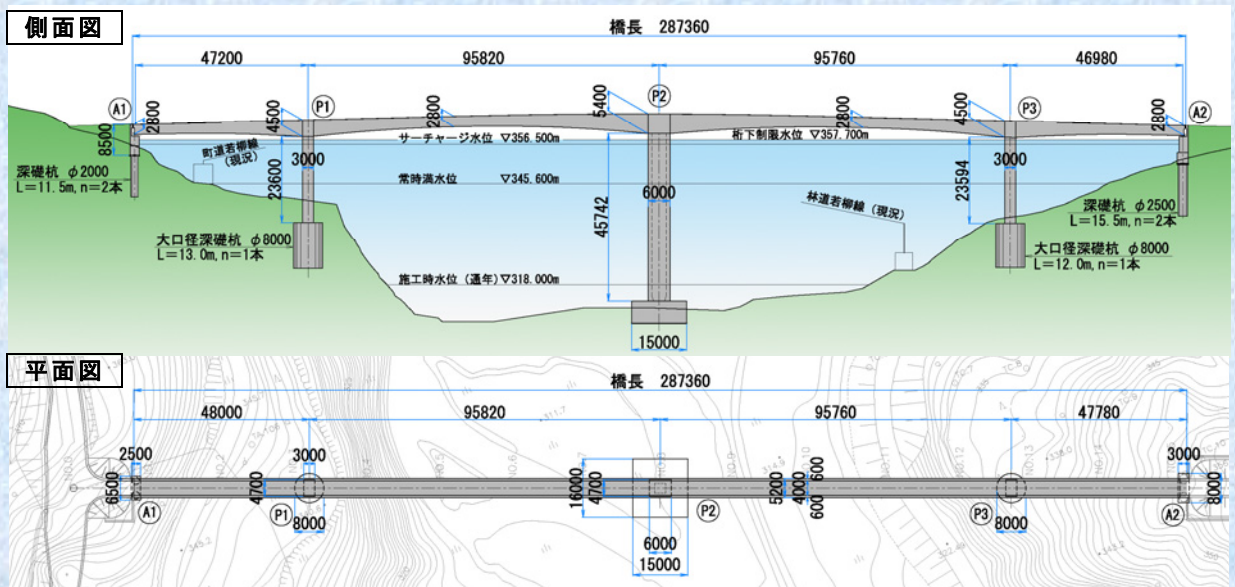 側面図
橋長 287360
47200
95820
95760
46980
A1
2800
8500
4500
P1
2800
5400
P2
2800
4500
P3
2800
A2
サーチャージ水位 ▽356.500m
桁下制限水位 ▽357.700m
町道若柳線
(現況)
3000
23600
常時満水位 ▽345.600m
6000
45742
3000
23594
林道若柳線(現況)
深礎杭 φ2000
L=11.5m, n=2本
大口径深礎杭 φ8000
L=13.0m, n=1本
施工時水位(通年)▽318.000m
深礎杭 φ2500
L=15.5m, n=2本
大口径深礎杭 φ8000
L=12.0m, n=1本
15000
平面図
橋長 287360
48000
95820
95760
47780
2500
6500
A1
3000
4700
P1
8000
16000
4700
P2
6000
15000
5200
4000
600
600
P3
8000
3000
8000
A2